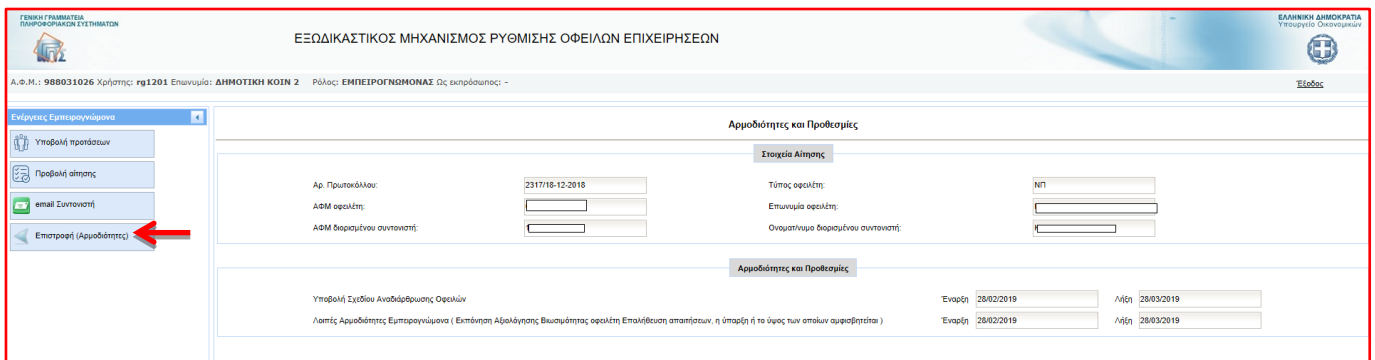 ΓΕΝΙΚΗ ΓΡΑΜΜΑΤΕΙΑ
ΠΛΗΡΟΦΟΡΙΑΚΩΝ ΣΥΣΤΗΜΑΤΩΝ
ΕΞΩΔΙΚΑΣΤΙΚΟΣ ΜΗΧΑΝΙΣΜΟΣ ΡΥΘΜΙΣΗΣ ΟΦΕΙΛΩΝ ΕΠΙΧΕΙΡΗΣΕΩΝ
ΕΛΛΗΝΙΚΗ ΔΗΜΟΚΡΑΤΙΑ
Υπουργείο Οικονομικών
Α.Φ.Μ.: 988031026 Χρήστης: rg1201 Επωνυμία: ΔΗΜΟΤΙΚΗ ΚΟΙΝ 2 Ρόλος: ΕΜΠΕΙΡΟΓΝΩΜΟΝΑΣ Ως εκπρόσωπος: -
Έξοδος
Ενέργειες Εμπειρογνώμονα
Υποβολή προτάσεων
Προβολή αίτησης
email Συντονιστή
Επιστροφή (Αρμοδιότητες)
Αρμοδιότητες και Προθεσμίες
Στοιχεία Αίτησης
Αρ. Πρωτοκόλλου: 2317/18-12-2018 Τύπος οφειλέτη: ΝΠ
ΑΦΜ οφειλέτη: Επωνυμία οφειλέτη:
ΑΦΜ διορισμένου συντονιστή: Ονοματ/νυμο διορισμένου συντονιστή:
Αρμοδιότητες και Προθεσμίες
Υποβολή Σχεδίου Αναδιάρθρωσης Οφειλών Έναρξη 28/02/2019 Λήξη 28/03/2019
Λοιπές Αρμοδιότητες Εμπειρογνώμονα ( Εκπόνηση Αξιολόγησης Βιωσιμότητας οφειλέτη Επαλήθευση απαιτήσεων, η ύπαρξη ή το ύψος των οποίων αμφισβητείται ) Έναρξη 28/02/2019 Λήξη 28/03/2019